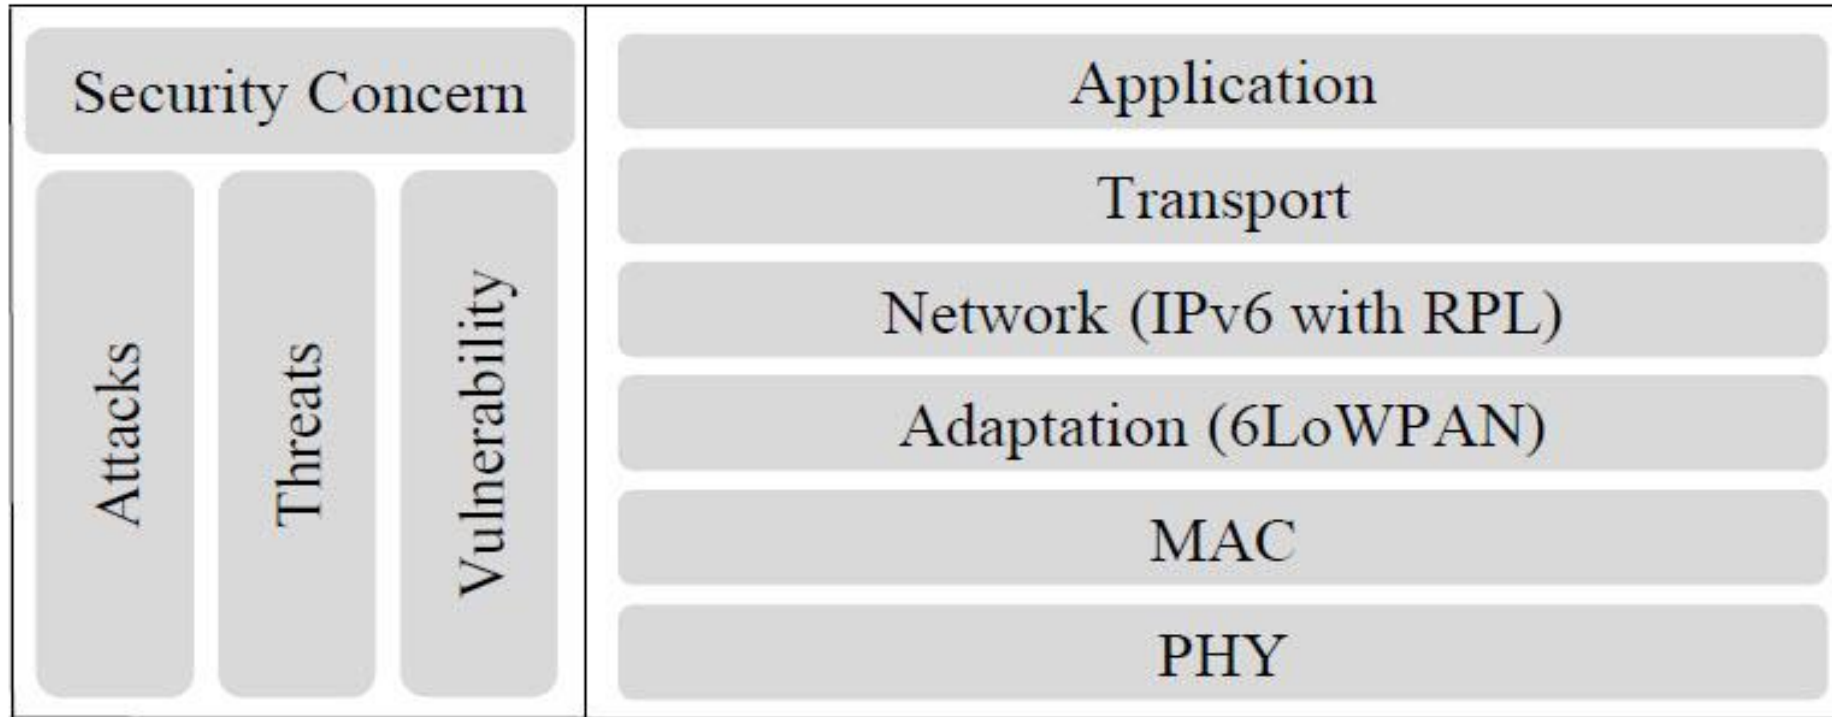 Security Concern
Attacks
Threats
Vulnerability
Application
Transport
Network (IPv6 with RPL)
Adaptation (6LoWPAN)
MAC
PHY